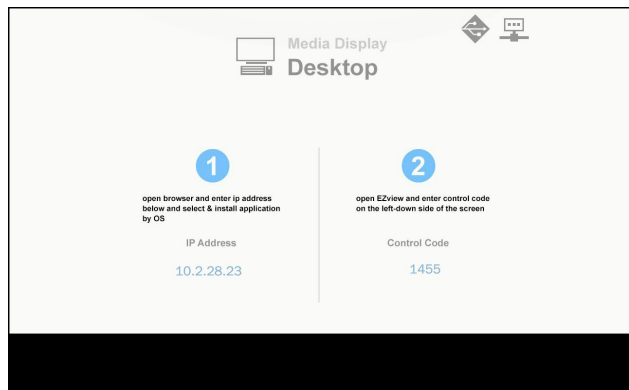 Media Display
Desktop
1
open browser and enter ip address
below and select & install application
by OS
IP Address
10.2.28.23
2
open EZview and enter control code
on the left-down side of the screen
Control Code
1455